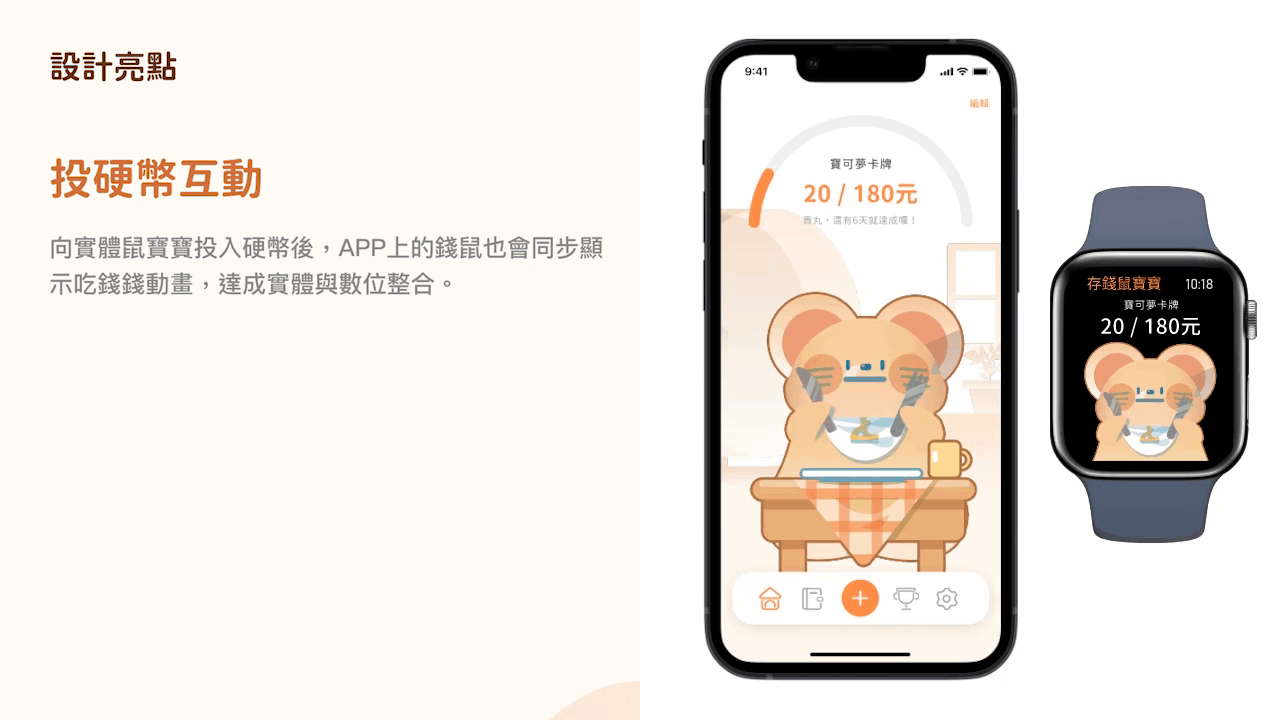 設計亮點
投硬幣互動
向實體鼠寶寶投入硬幣後，APP上的錢鼠也會同步顯
示吃錢錢動畫，達成實體與數位整合。
9:41
編輯
寶可夢卡牌
20 / 180元
貢丸，還有6天就達成囉！
存錢鼠寶寶 10:18
寶可夢卡牌
20 / 180元